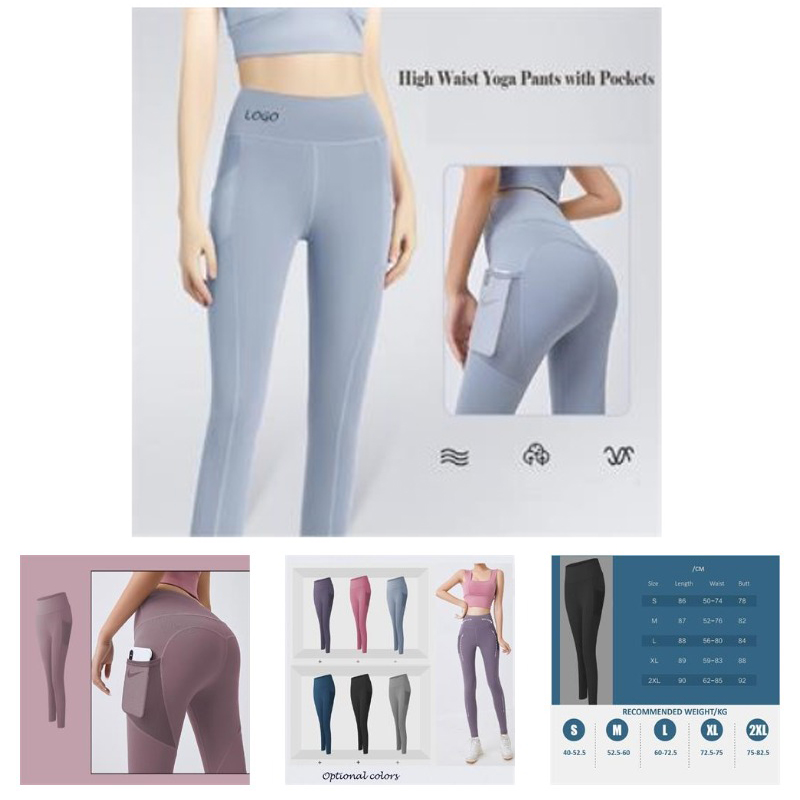 High Waist Yoga Pants with Pockets
LOGO
Optional colors
/CM
Size Length Waist Butt
S 86 50-74 78
M 87 52-76 82
L 88 56-80 84
XL 89 59-83 88
2XL 90 62-85 92
RECOMMENDED WEIGHT/KG
S M L XL 2XL
40-52.5 52.5-60 60-72.5 72.5-75 75-82.5